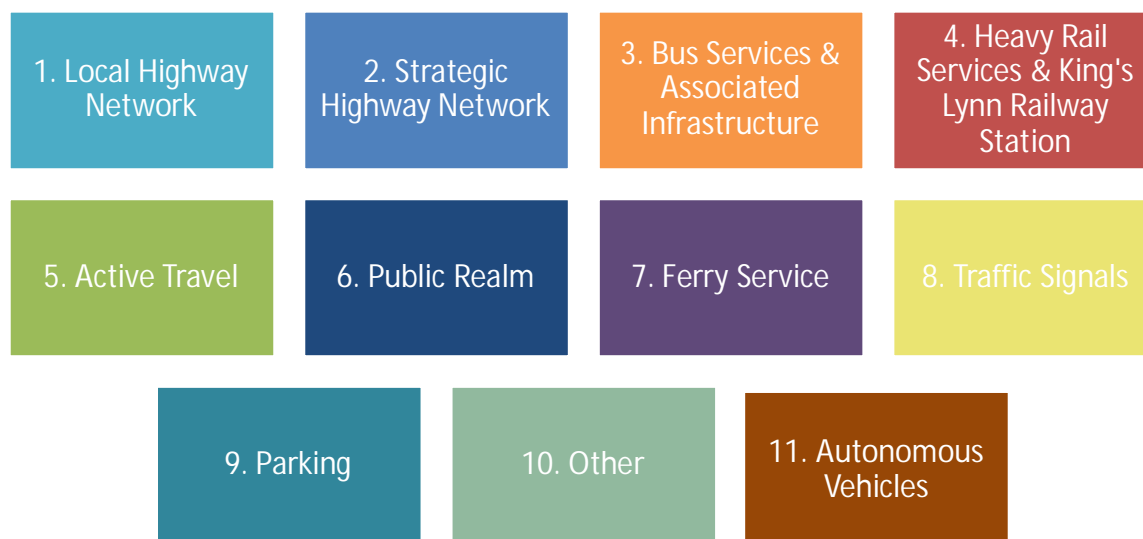 1. Local Highway
Network
2. Strategic
Highway Network
3. Bus Services &
Associated
Infrastructure
4. Heavy Rail
Services & King's
Lynn Railway
Station
5. Active Travel
6. Public Realm
7. Ferry Service
8. Traffic Signals
9. Parking
10. Other
11. Autonomous
Vehicles